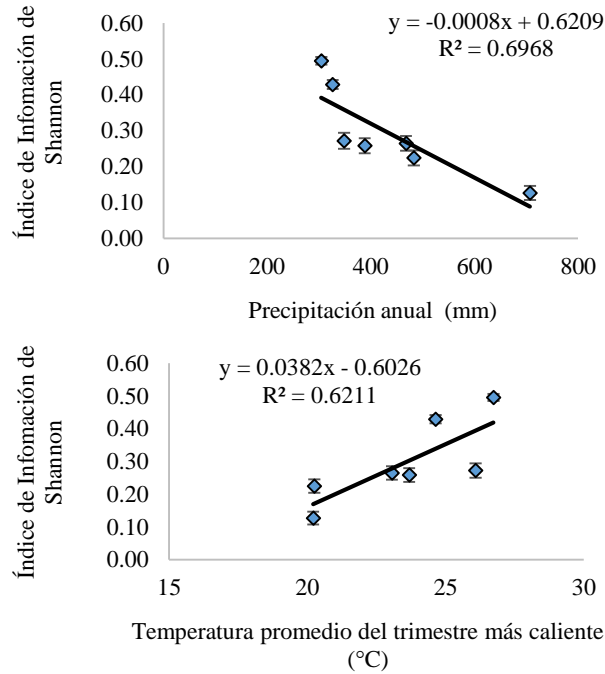 y = -0.0008x + 0.6209
R² = 0.6968
0.60
0.50
0.40
0.30
0.20
0.10
0.00
Índice de Infomación de
Shannon
0 200 400 600 800
Precipitación anual (mm)
y = 0.0382x - 0.6026
R² = 0.6211
0.60
0.50
0.40
0.30
0.20
0.10
0.00
Índice de Infomación de
Shannon
15 20 25 30
Temperatura promedio del trimestre más caliente
(°C)